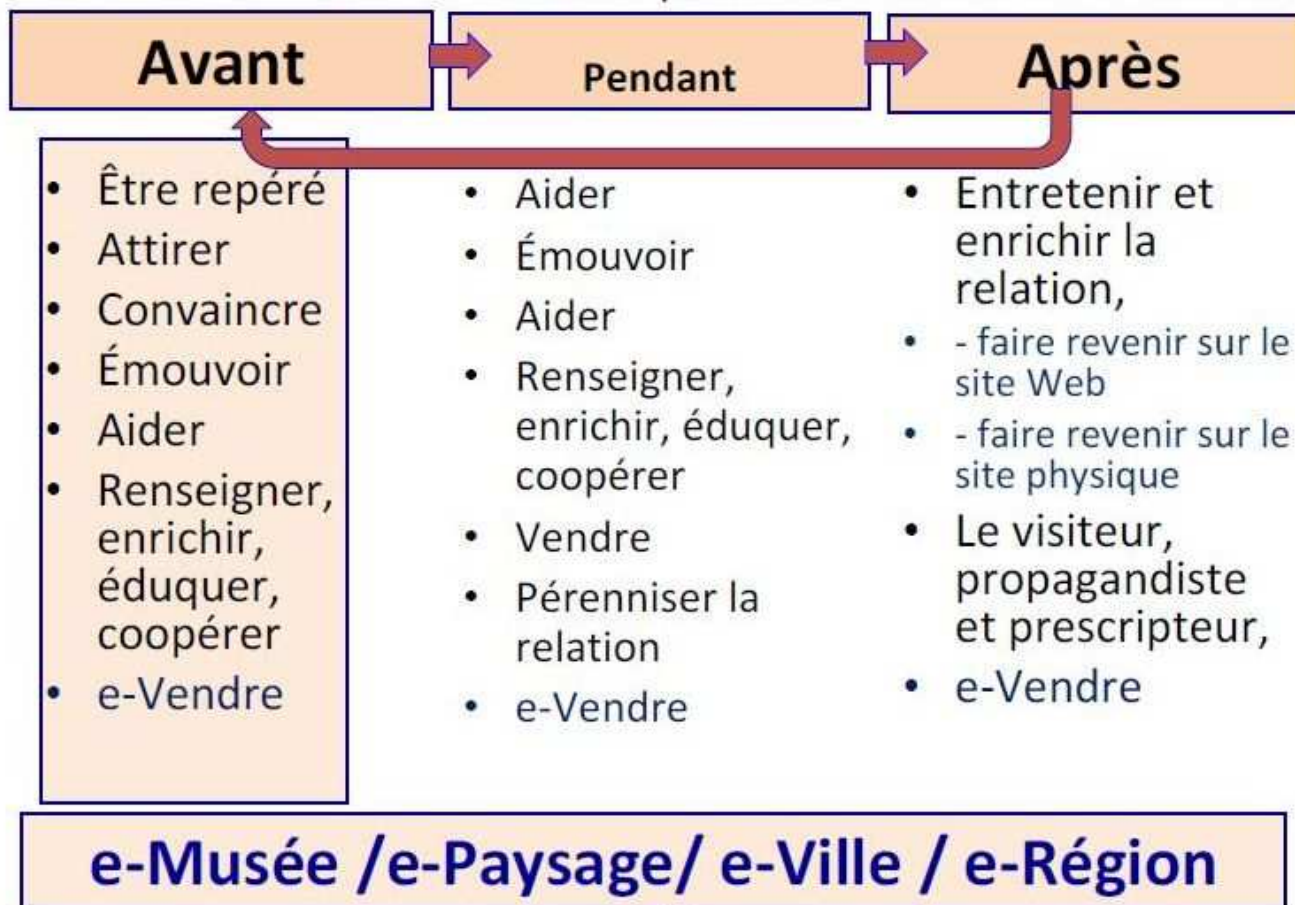 Avant
Pendant
Après
• Être repéré
• Attirer
• Convaincre
• Émouvoir
• Aider
• Renseigner,
enrichir,
éduquer,
coopérer
• e-Vendre
• Aider
• Émouvoir
• Aider
• Renseigner,
enrichir, éduquer,
coopérer
• Vendre
• Pérenniser la
relation
• e-Vendre
• Entretenir et
enrichir la
relation,
• - faire revenir sur le
site Web
• - faire revenir sur le
site physique
• Le visiteur,
propagandiste
et prescripteur,
• e-Vendre
e-Musée /e-Paysage/ e-Ville / e-Région